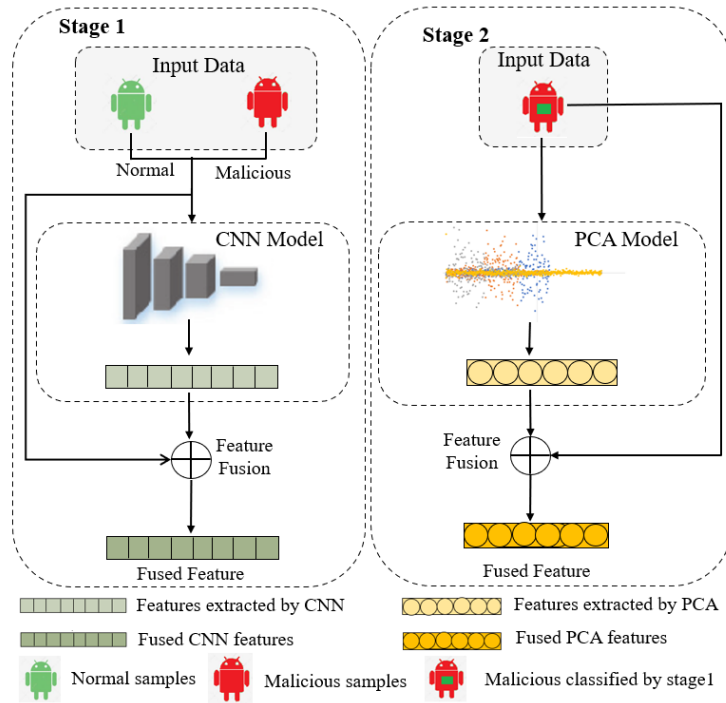 Stage 1
Input Data
Normal
Malicious
CNN Model
Feature
Fusion
Fused Feature
Stage 2
Input Data
PCA Model
Feature
Fusion
Fused Feature
Features extracted by CNN
Features extracted by PCA
Fused CNN features
Fused PCA features
Normal samples
Malicious samples
Malicious classified by stage1